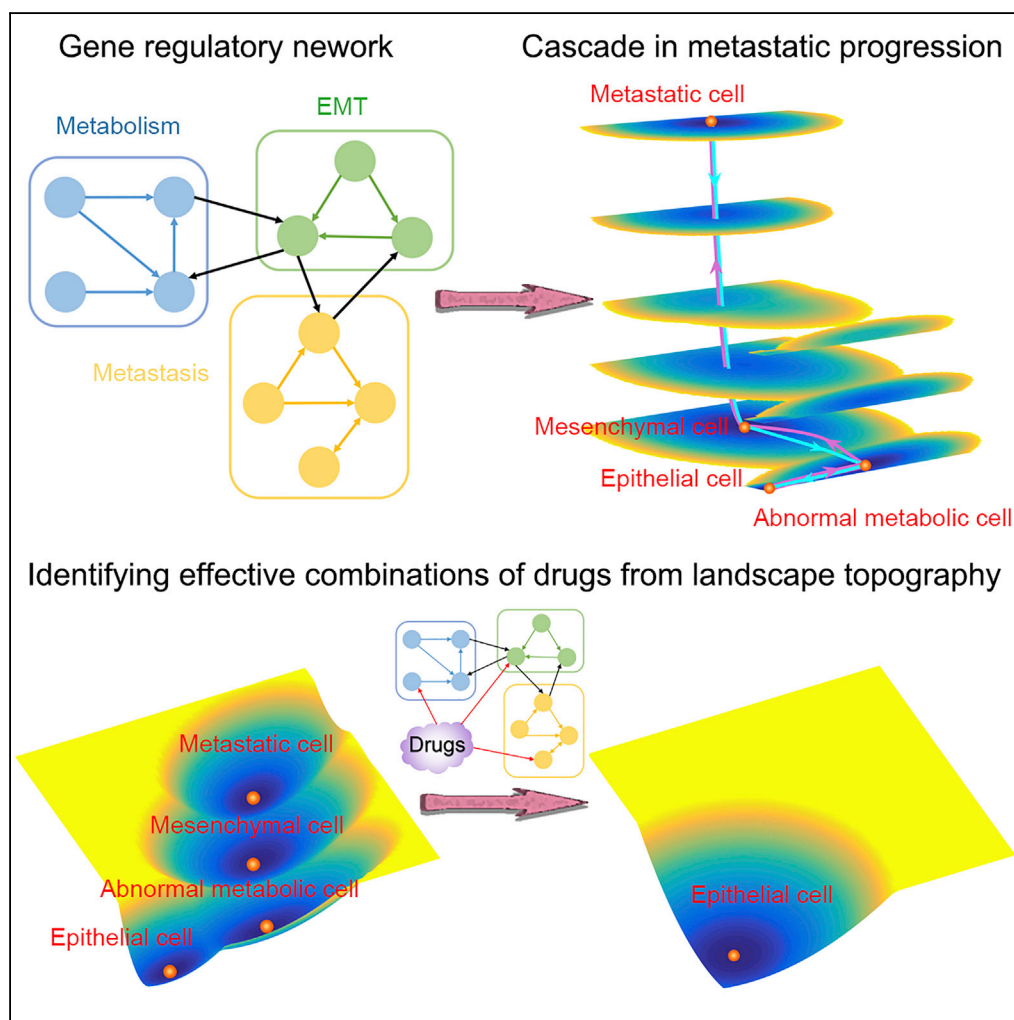 Gene regulatory nework
Cascade in metastatic progression
Metabolism
EMT
Metastasis
Metastatic cell
Mesenchymal cell
Epithelial cell
Abnormal metabolic cell
Identifying effective combinations of drugs from landscape topography
Metastatic cell
Mesenchymal cell
Abnormal metabolic cell
Epithelial cell
Drugs
Epithelial cell